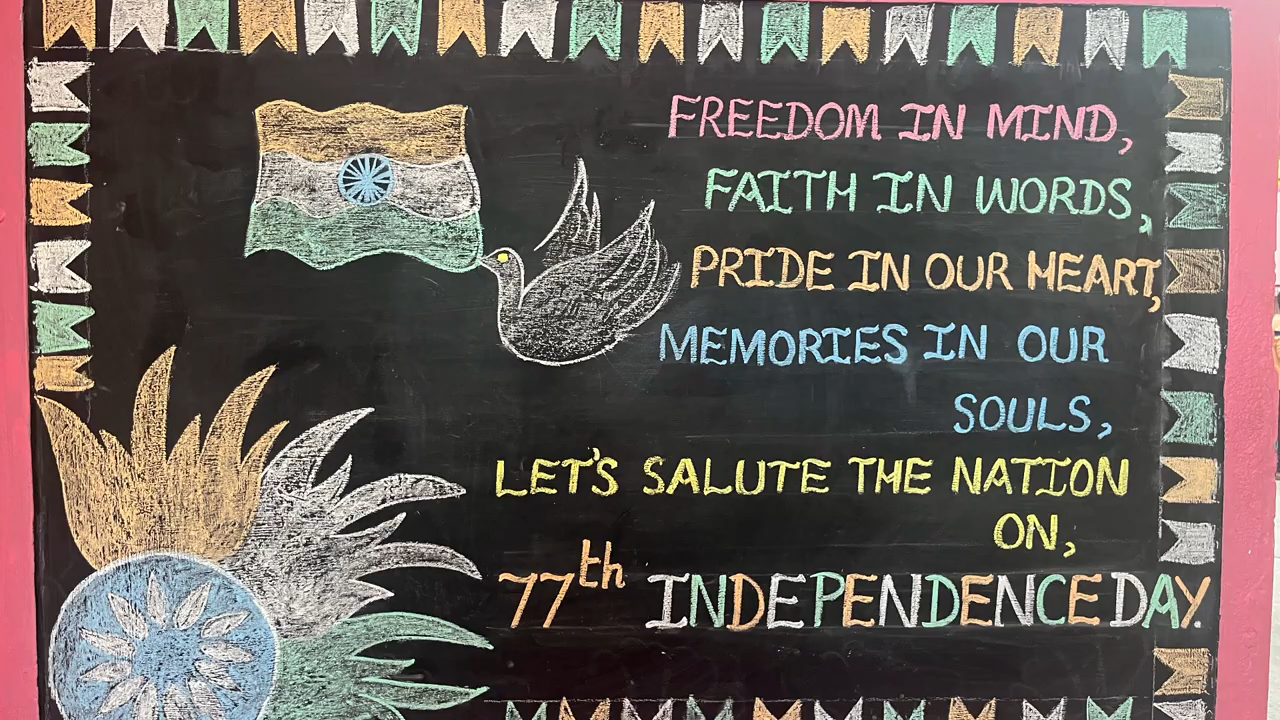 FREEDOM IN MIND,
FAITH IN WORDS,
PRIDE IN OUR HEART,
MEMORIES IN OUR
SOULS,
LET'S SALUTE THE NATION
ON,
77th INDEPENDENCE DAY.